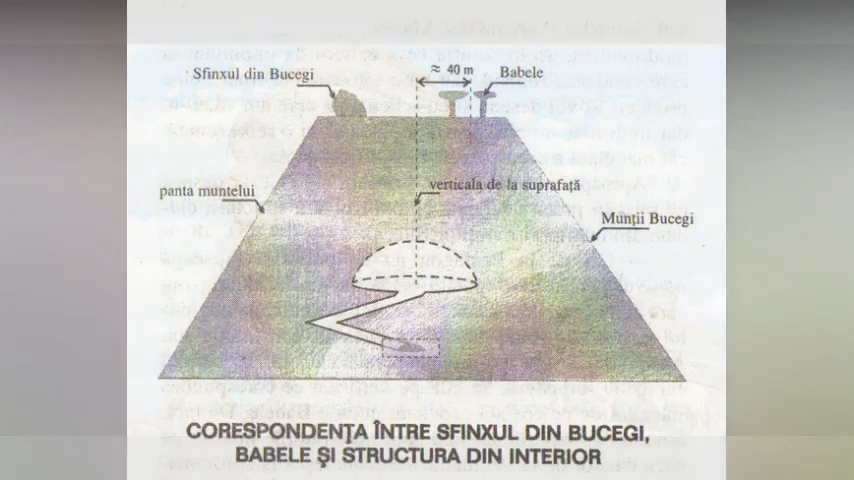 Sfinxul din Bucegi
≈ 40 m
Babele
panta muntelui
verticala de la suprafață
Munții Bucegi
CORESPONDENȚA ÎNTRE SFINXUL DIN BUCEGI,
BABELE ȘI STRUCTURA DIN INTERIOR